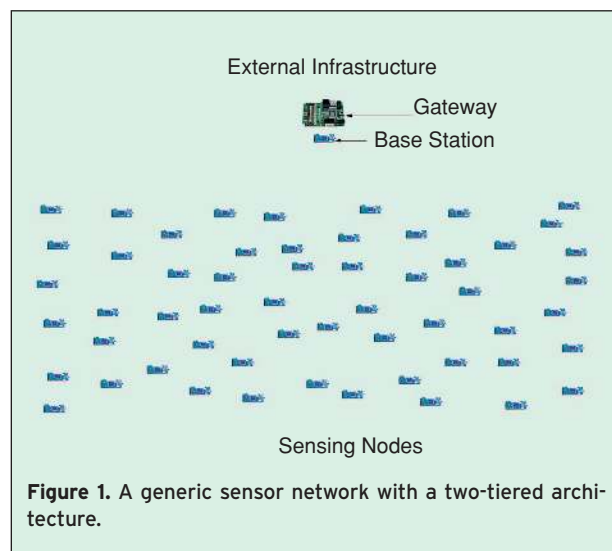 External Infrastructure
Gateway
Base Station
Sensing Nodes
Figure 1. A generic sensor network with a two-tiered archi-
tecture.